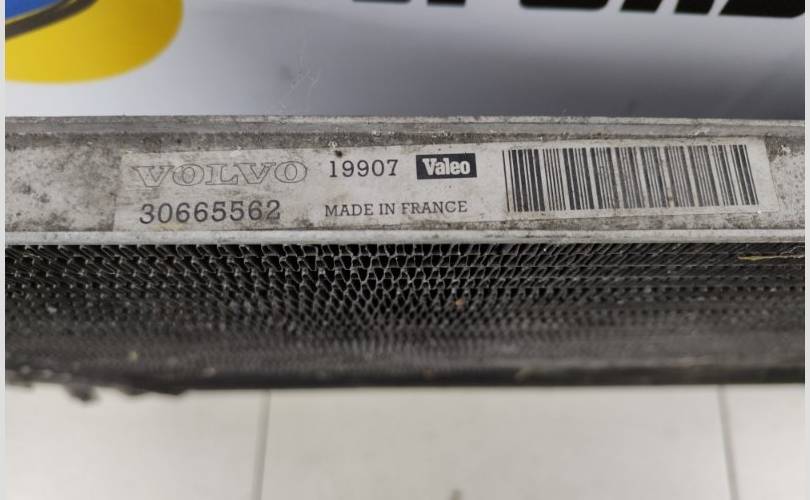 VOLVO 19907 Valeo
30665562 MADE IN FRANCE